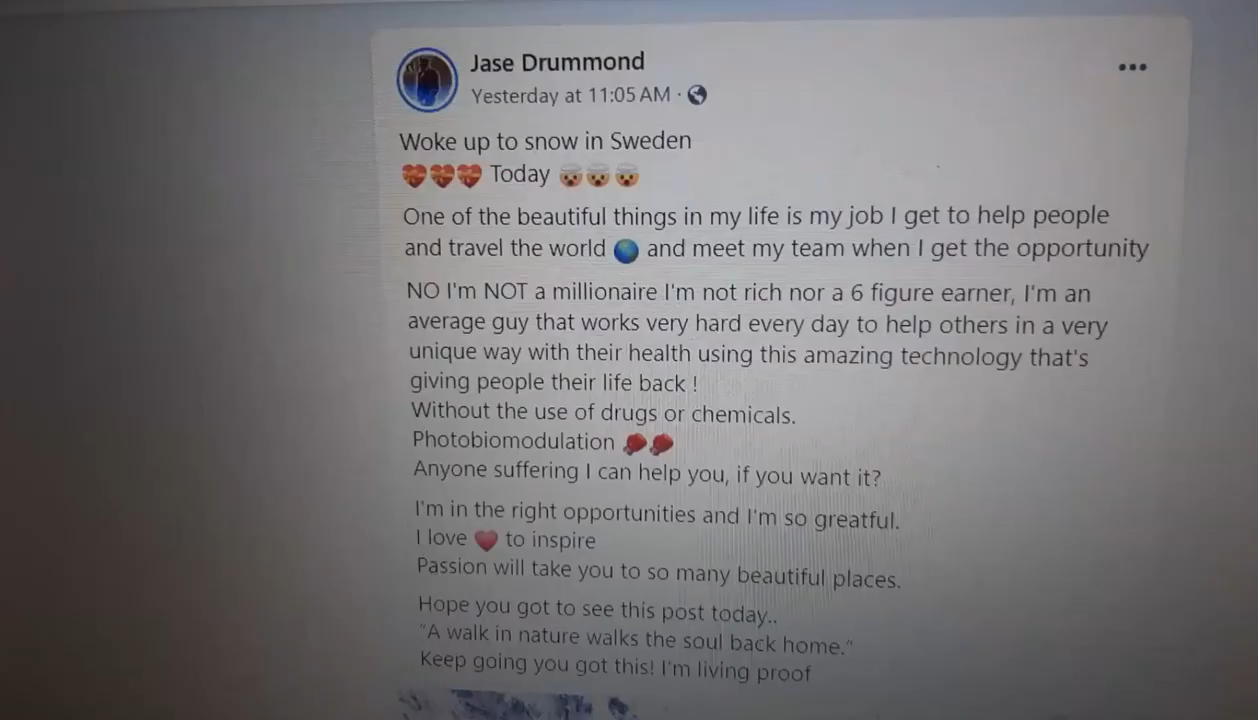 Jase Drummond
Yesterday at 11:05 AM ·
Woke up to snow in Sweden
💝💝💝 Today 🤯🤯🤯
One of the beautiful things in my life is my job I get to help people
and travel the world 🌎 and meet my team when I get the opportunity
NO I'm NOT a millionaire I'm not rich nor a 6 figure earner, I'm an
average guy that works very hard every day to help others in a very
unique way with their health using this amazing technology that's
giving people their life back !
Without the use of drugs or chemicals.
Photobiomodulation 🥊🥊
Anyone suffering I can help you, if you want it?
I'm in the right opportunities and I'm so greatful.
I love ❤️ to inspire
Passion will take you to so many beautiful places.
Hope you got to see this post today..
"A walk in nature walks the soul back home."
Keep going you got this! I'm living proof